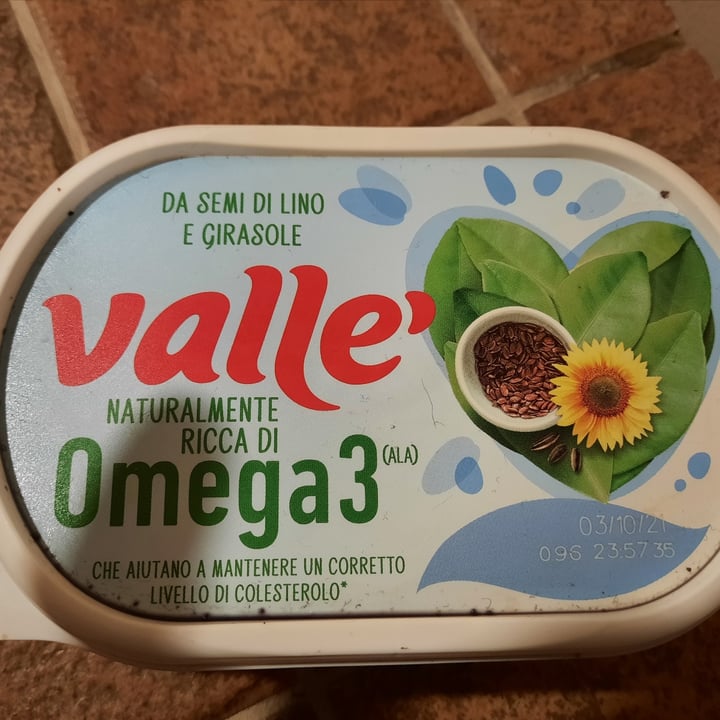 DA SEMI DI LINO
E GIRASOLE
valle'
NATURALMENTE
RICCA DI
Omega3 (ALA)
CHE AIUTANO A MANTENERE UN CORRETTO
LIVELLO DI COLESTEROLO*
03/10/21
096 23:57 35